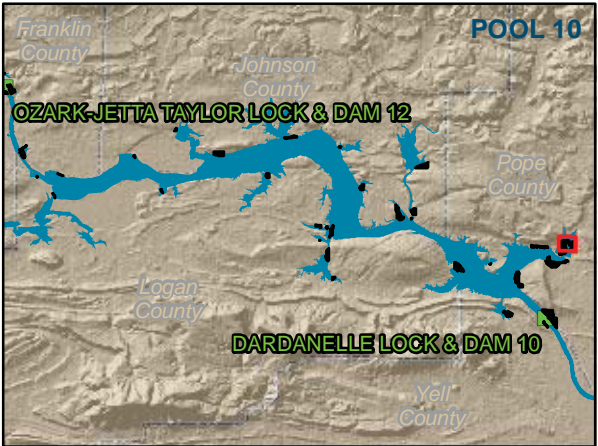 Franklin
County
POOL 10
Johnson
County
OZARK-JETTA TAYLOR LOCK & DAM 12
Pope
County
Logan
County
DARDANELLE LOCK & DAM 10
Yell
County